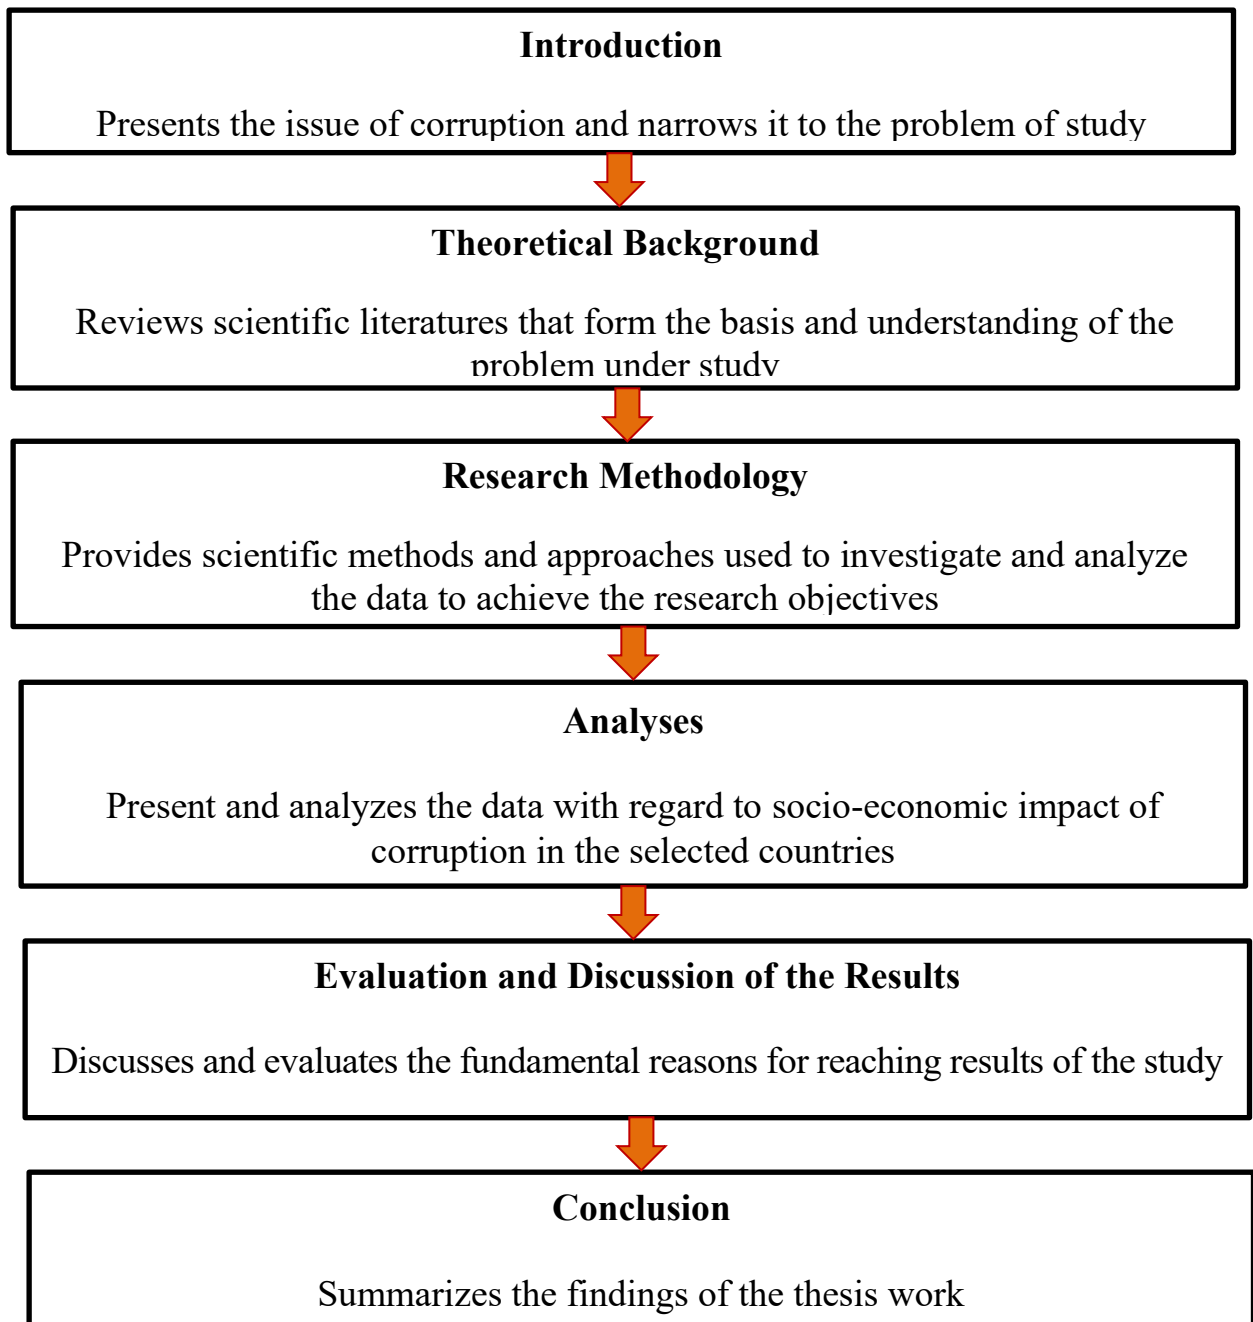 Introduction
Presents the issue of corruption and narrows it to the problem of study
Theoretical Background
Reviews scientific literatures that form the basis and understanding of the
problem under study
Research Methodology
Provides scientific methods and approaches used to investigate and analyze
the data to achieve the research objectives
Analyses
Present and analyzes the data with regard to socio-economic impact of
corruption in the selected countries
Evaluation and Discussion of the Results
Discusses and evaluates the fundamental reasons for reaching results of the study
Conclusion
Summarizes the findings of the thesis work